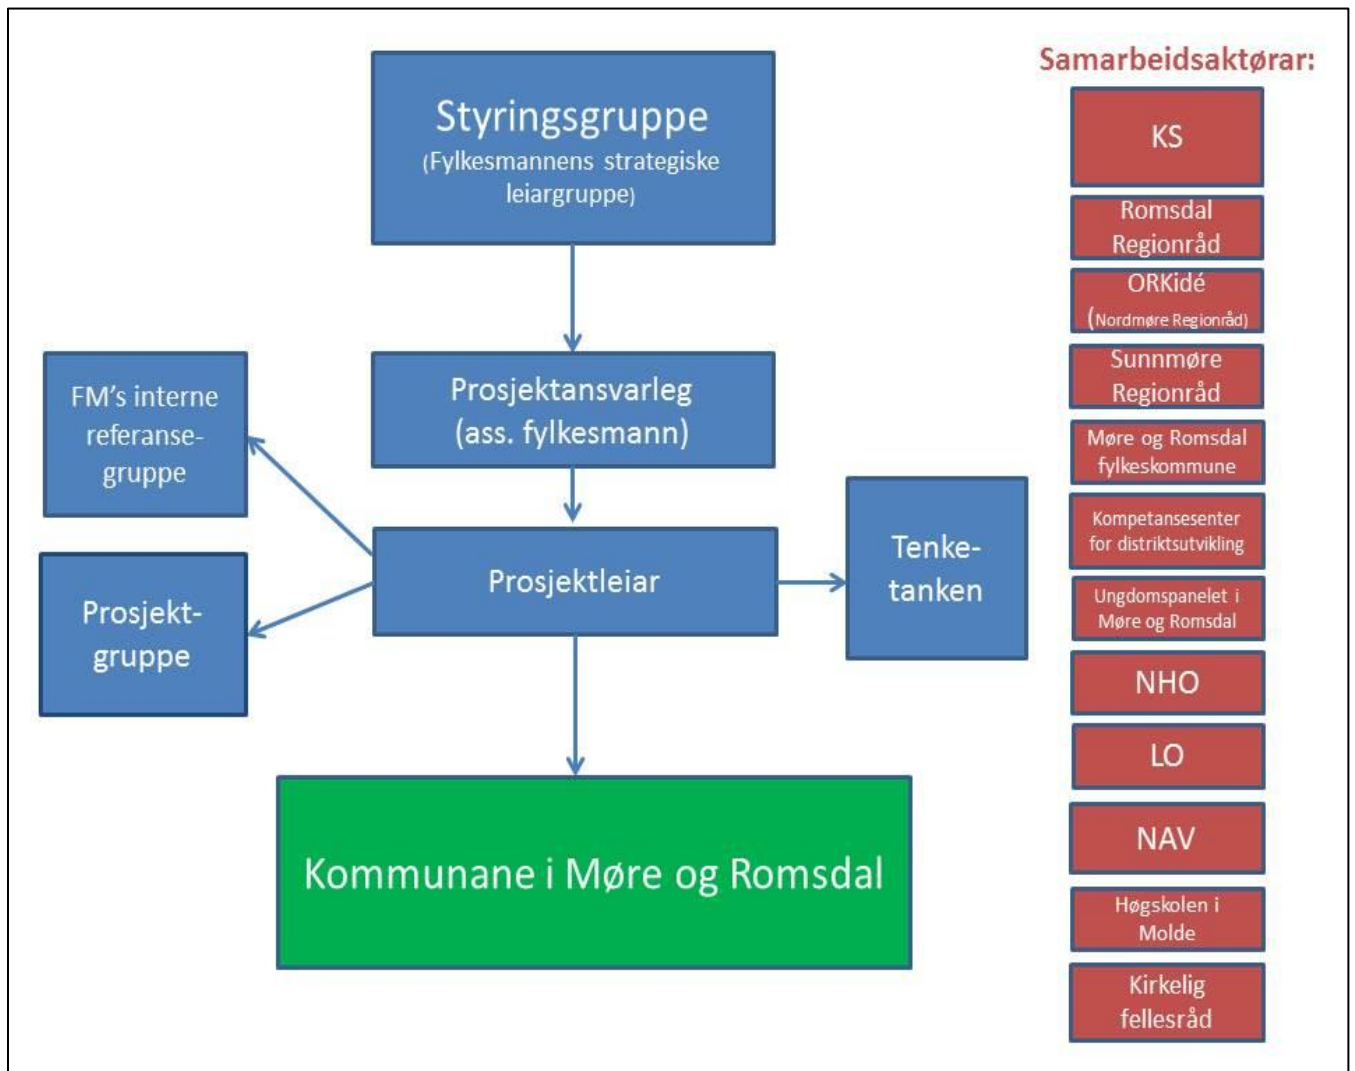 Styringsgruppe
(Fylkesmannens strategiske
leiargruppe)
Prosjektansvarleg
(ass. fylkesmann)
FM's interne
referanse-
gruppe
Prosjektleiar
Tenke-
tanken
Prosjekt-
gruppe
Kommunane i Møre og Romsdal
Samarbeidsaktørar:
KS
Romsdal
Regionråd
ORKidé
(Nordmøre Regionråd)
Sunnmøre
Regionråd
Møre og Romsdal
fylkeskommune
Kompetansesenter
for distriktsutvikling
Ungdomspanelet i
Møre og Romsdal
NHO
LO
NAV
Høgskolen i
Molde
Kirkelig
fellesråd